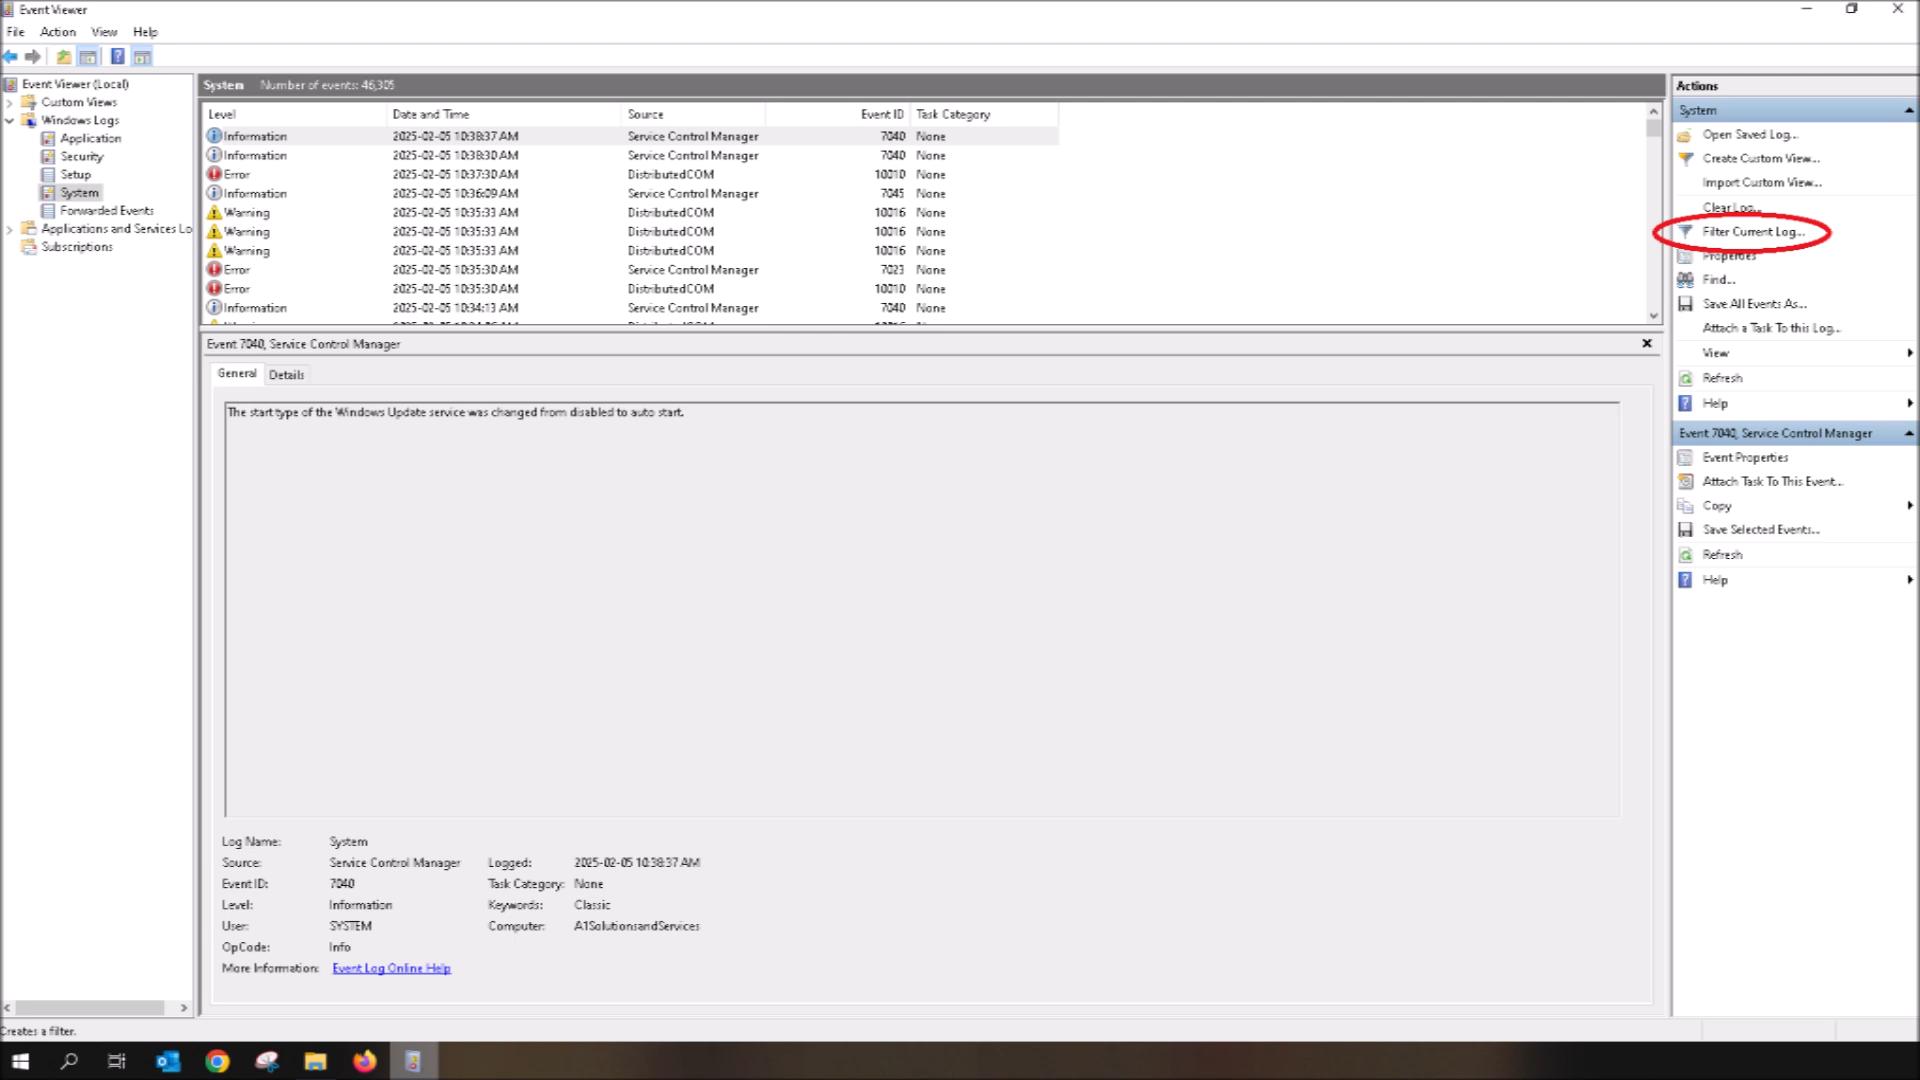 Event Viewer
File Action View Help
Event Viewer (Local)
Custom Views
Windows Logs
Application
Security
Setup
System
Forwarded Events
Applications and Services Lo
Subscriptions
System Number of events: 46,305
Level Date and Time Source Event ID Task Category
Information 2025-02-05 10:38:37 AM Service Control Manager 7040 None
Information 2025-02-05 10:38:30 AM Service Control Manager 7040 None
Error 2025-02-05 10:37:30 AM DistributedCOM 10010 None
Information 2025-02-05 10:36:09 AM Service Control Manager 7045 None
Warning 2025-02-05 10:35:33 AM DistributedCOM 10016 None
Warning 2025-02-05 10:35:33 AM DistributedCOM 10016 None
Warning 2025-02-05 10:35:33 AM DistributedCOM 10016 None
Error 2025-02-05 10:35:30 AM Service Control Manager 7023 None
Error 2025-02-05 10:35:30 AM DistributedCOM 10010 None
Information 2025-02-05 10:34:13 AM Service Control Manager 7040 None
Event 7040, Service Control Manager
General Details
The start type of the Windows Update service was changed from disabled to auto start.
Log Name: System
Source: Service Control Manager Logged: 2025-02-05 10:38:37 AM
Event ID: 7040 Task Category: None
Level: Information Keywords: Classic
User: SYSTEM Computer: A1SolutionsandServices
OpCode: Info
More Information: Event Log Online Help
Actions
System
Open Saved Log...
Create Custom View...
Import Custom View...
Clear Log...
Filter Current Log...
Properties
Find...
Save All Events As...
Attach a Task To this Log...
View
Refresh
Help
Event 7040, Service Control Manager
Event Properties
Attach Task To This Event...
Copy
Save Selected Events...
Refresh
Help
Creates a filter.